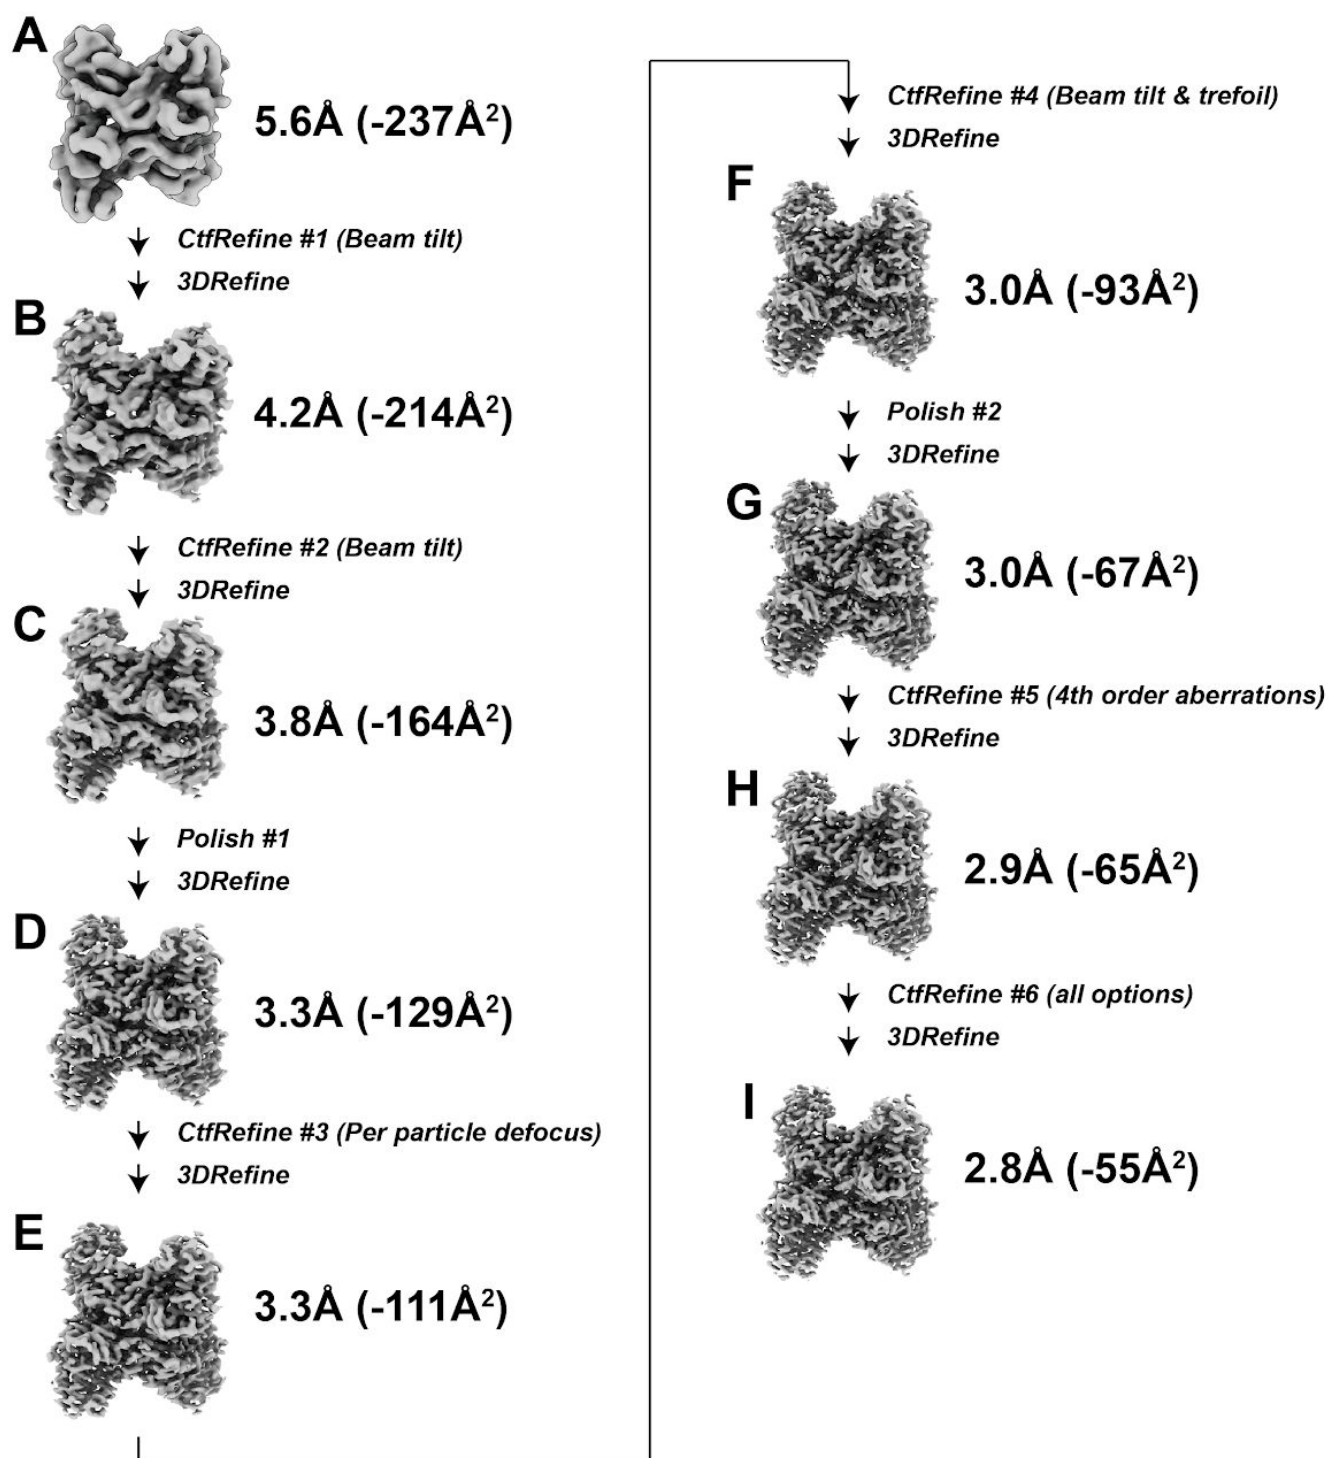 A
5.6Å (-237Å²)
CtfRefine #1 (Beam tilt)
3DRefine
B
4.2Å (-214Å²)
CtfRefine #2 (Beam tilt)
3DRefine
C
3.8Å (-164Å²)
Polish #1
3DRefine
D
3.3Å (-129Å²)
CtfRefine #3 (Per particle defocus)
3DRefine
E
3.3Å (-111Å²)
CtfRefine #4 (Beam tilt & trefoil)
3DRefine
F
3.0Å (-93Å²)
Polish #2
3DRefine
G
3.0Å (-67Å²)
CtfRefine #5 (4th order aberrations)
3DRefine
H
2.9Å (-65Å²)
CtfRefine #6 (all options)
3DRefine
I
2.8Å (-55Å²)